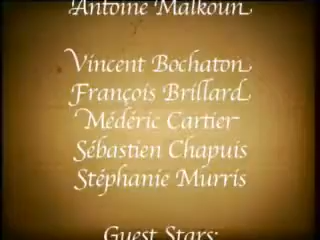 Antoine Malkoun
Vincent Bochaton
François Brillard
Médéric Cartier
Sébastien Chapuis
Stéphanie Murris
Guest Stars: